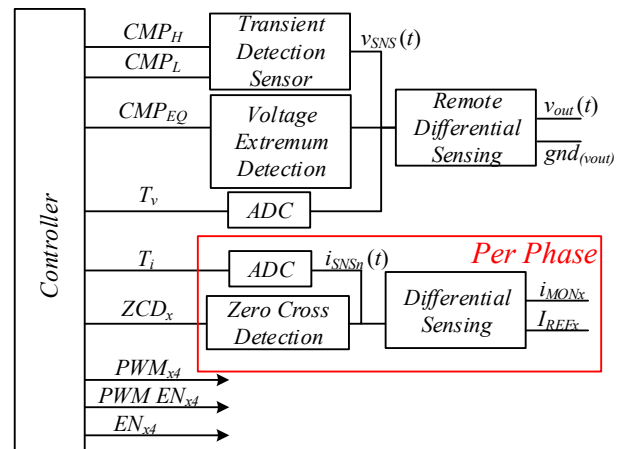 Controller
CMP_H
CMP_L
Transient
Detection
Sensor
v_SNS(t)
CMP_EQ
Voltage
Extremum
Detection
Remote
Differential
Sensing
v_out(t)
gnd_(vout)
T_v
ADC
Per Phase
T_i
ADC
i_SNSn(t)
ZCD_x
Zero Cross
Detection
Differential
Sensing
i_MONx
I_REFx
PWM_x4
PWM EN_x4
EN_x4